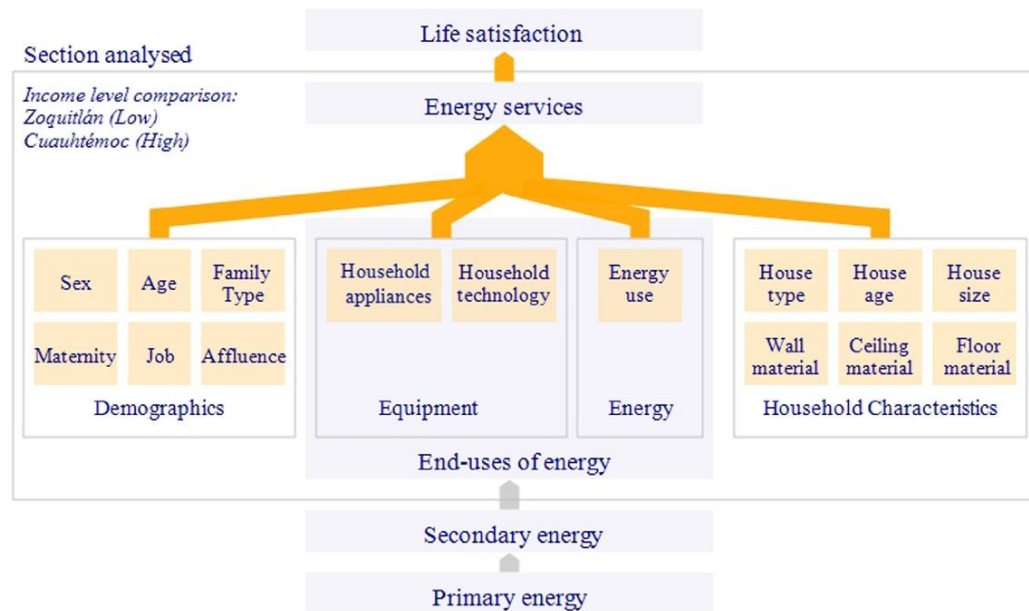 Life satisfaction
Section analysed
Income level comparison:
Zoquitlán (Low)
Cuauhtémoc (High)
Energy services
Sex
Age
Family
Type
Maternity
Job
Affluence
Demographics
Household
appliances
Household
technology
Equipment
Energy
use
Energy
End-uses of energy
House
type
House
age
House
size
Wall
material
Ceiling
material
Floor
material
Household Characteristics
Secondary energy
Primary energy